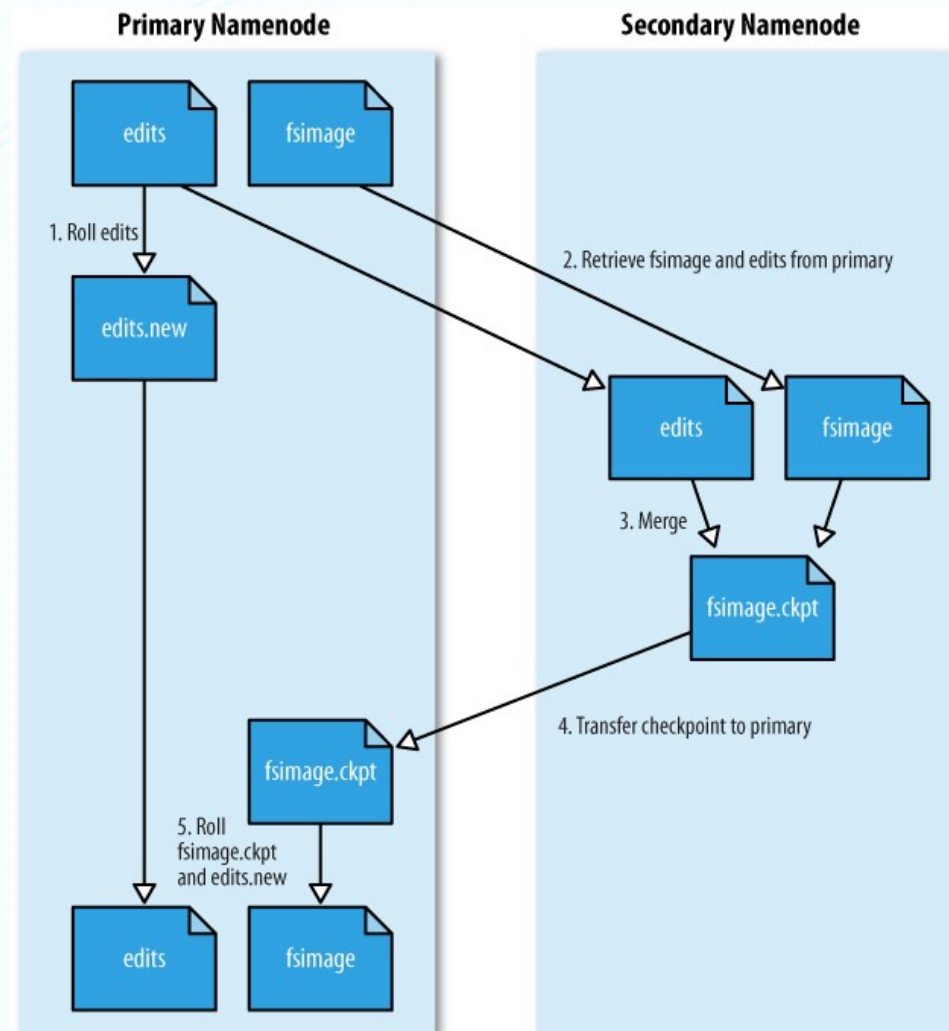 Primary Namenode
Secondary Namenode
edits
fsimage
1. Roll edits
2. Retrieve fsimage and edits from primary
edits.new
edits
fsimage
3. Merge
fsimage.ckpt
4. Transfer checkpoint to primary
fsimage.ckpt
5. Roll
fsimage.ckpt
and edits.new
edits
fsimage